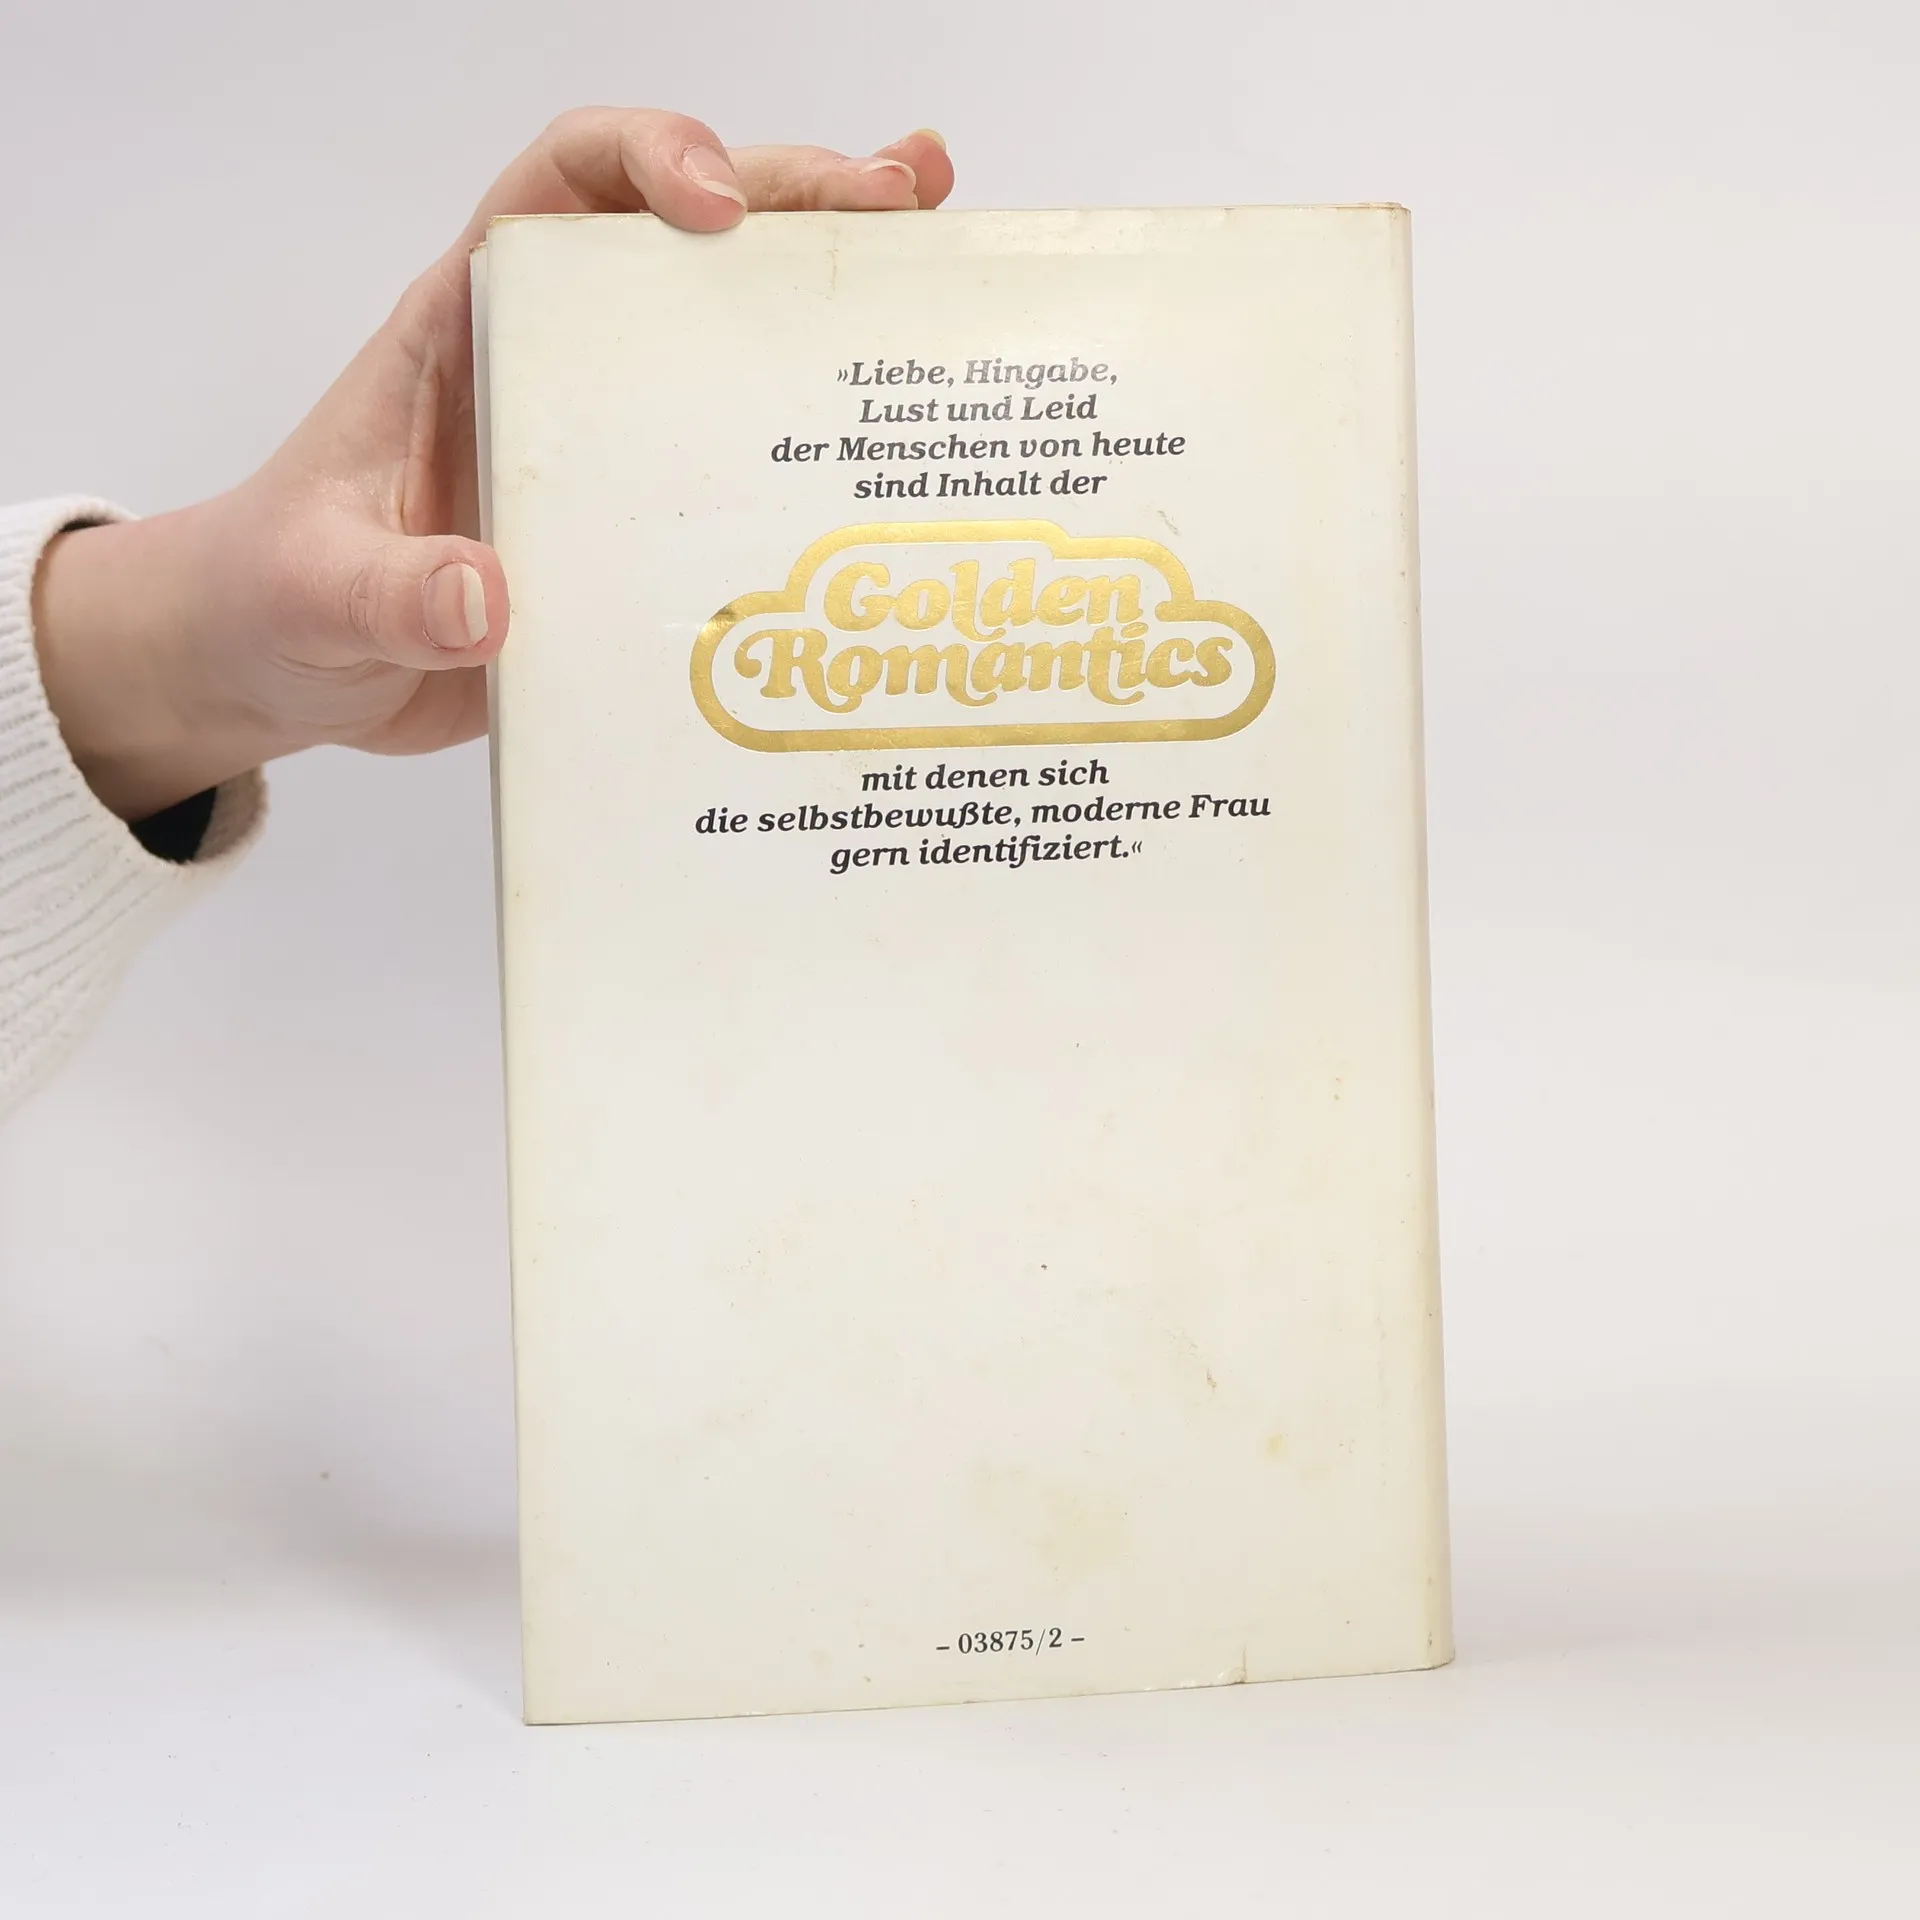 »Liebe, Hingabe,
Lust und Leid
der Menschen von heute
sind Inhalt der
Golden
Romantics
mit denen sich
die selbstbewußte, moderne Frau
gern identifiziert.«
– 03875/2 –